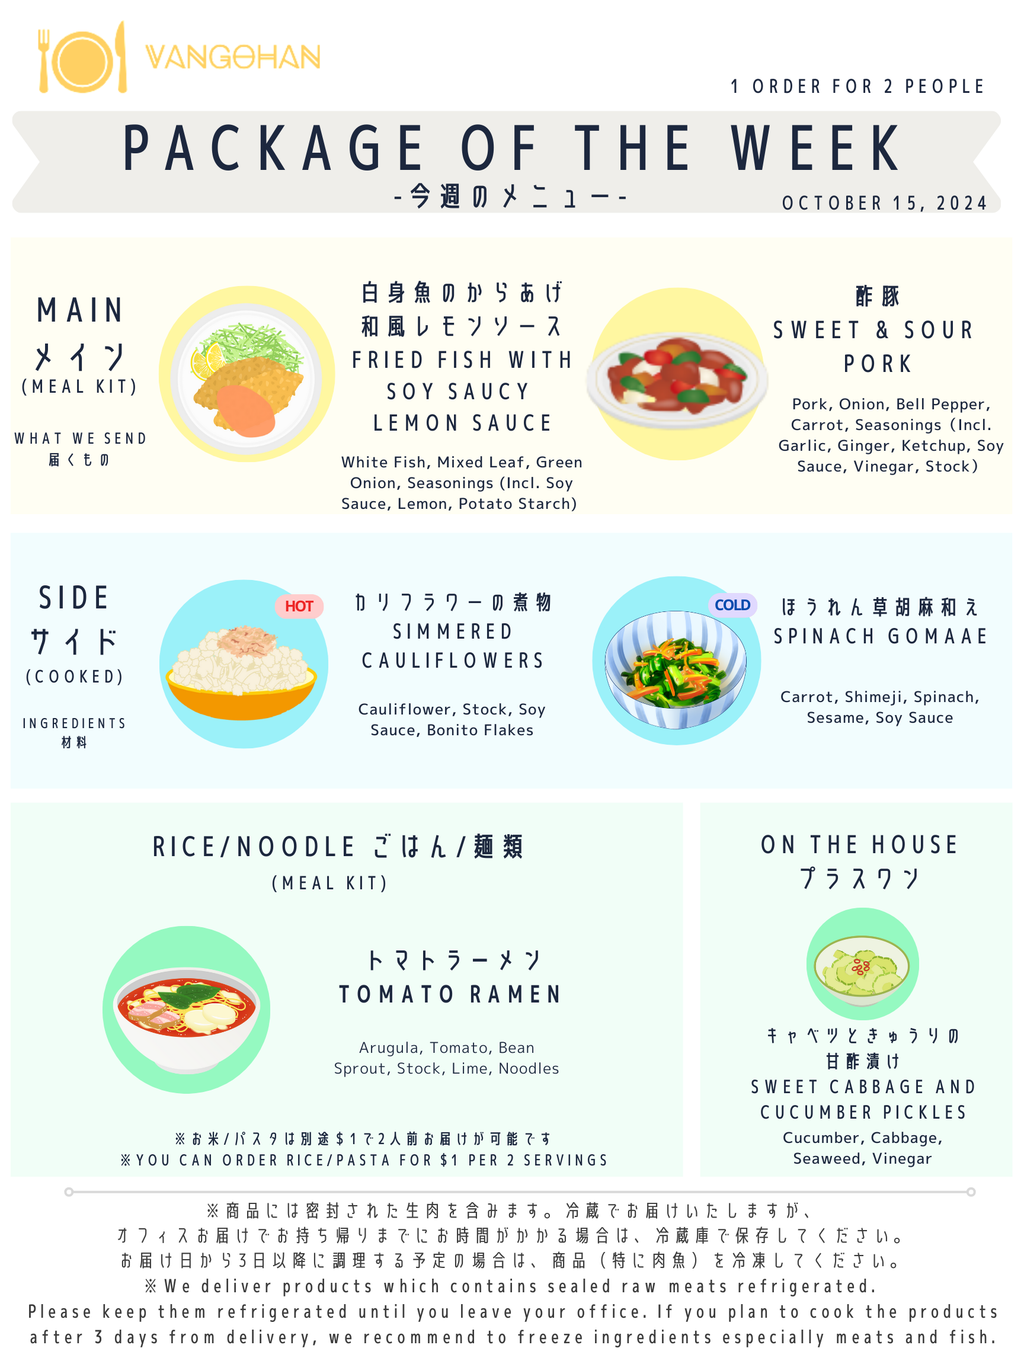 VANGOHAN
1 ORDER FOR 2 PEOPLE
PACKAGE OF THE WEEK
-今週のメニュー-
OCTOBER 15, 2024
MAIN
メイン
(MEAL KIT)
WHAT WE SEND
届くもの
白身魚のからあげ
和風レモンソース
FRIED FISH WITH
SOY SAUCY
LEMON SAUCE
White Fish, Mixed Leaf, Green
Onion, Seasonings (Incl. Soy
Sauce, Lemon, Potato Starch)
酢豚
SWEET & SOUR
PORK
Pork, Onion, Bell Pepper,
Carrot, Seasonings (Incl.
Garlic, Ginger, Ketchup, Soy
Sauce, Vinegar, Stock)
SIDE
サイド
(COOKED)
INGREDIENTS
材料
HOT
カリフラワーの煮物
SIMMERED
CAULIFLOWERS
Cauliflower, Stock, Soy
Sauce, Bonito Flakes
COLD
ほうれん草胡麻和え
SPINACH GOMAAE
Carrot, Shimeji, Spinach,
Sesame, Soy Sauce
RICE/NOODLE ごはん/麺類
(MEAL KIT)
トマトラーメン
TOMATO RAMEN
Arugula, Tomato, Bean
Sprout, Stock, Lime, Noodles
※お米/パスタは別途$1で2人前お届けが可能です
※YOU CAN ORDER RICE/PASTA FOR $1 PER 2 SERVINGS
ON THE HOUSE
プラスワン
キャベツときゅうりの
甘酢漬け
SWEET CABBAGE AND
CUCUMBER PICKLES
Cucumber, Cabbage,
Seaweed, Vinegar
※商品には密封された生肉を含みます。冷蔵でお届けいたしますが、
オフィスお届けでお持ち帰りまでにお時間がかかる場合は、冷蔵庫で保存してください。
お届け日から3日以降に調理する予定の場合は、商品（特に肉魚）を冷凍してください。
※We deliver products which contains sealed raw meats refrigerated.
Please keep them refrigerated until you leave your office. If you plan to cook the products
after 3 days from delivery, we recommend to freeze ingredients especially meats and fish.